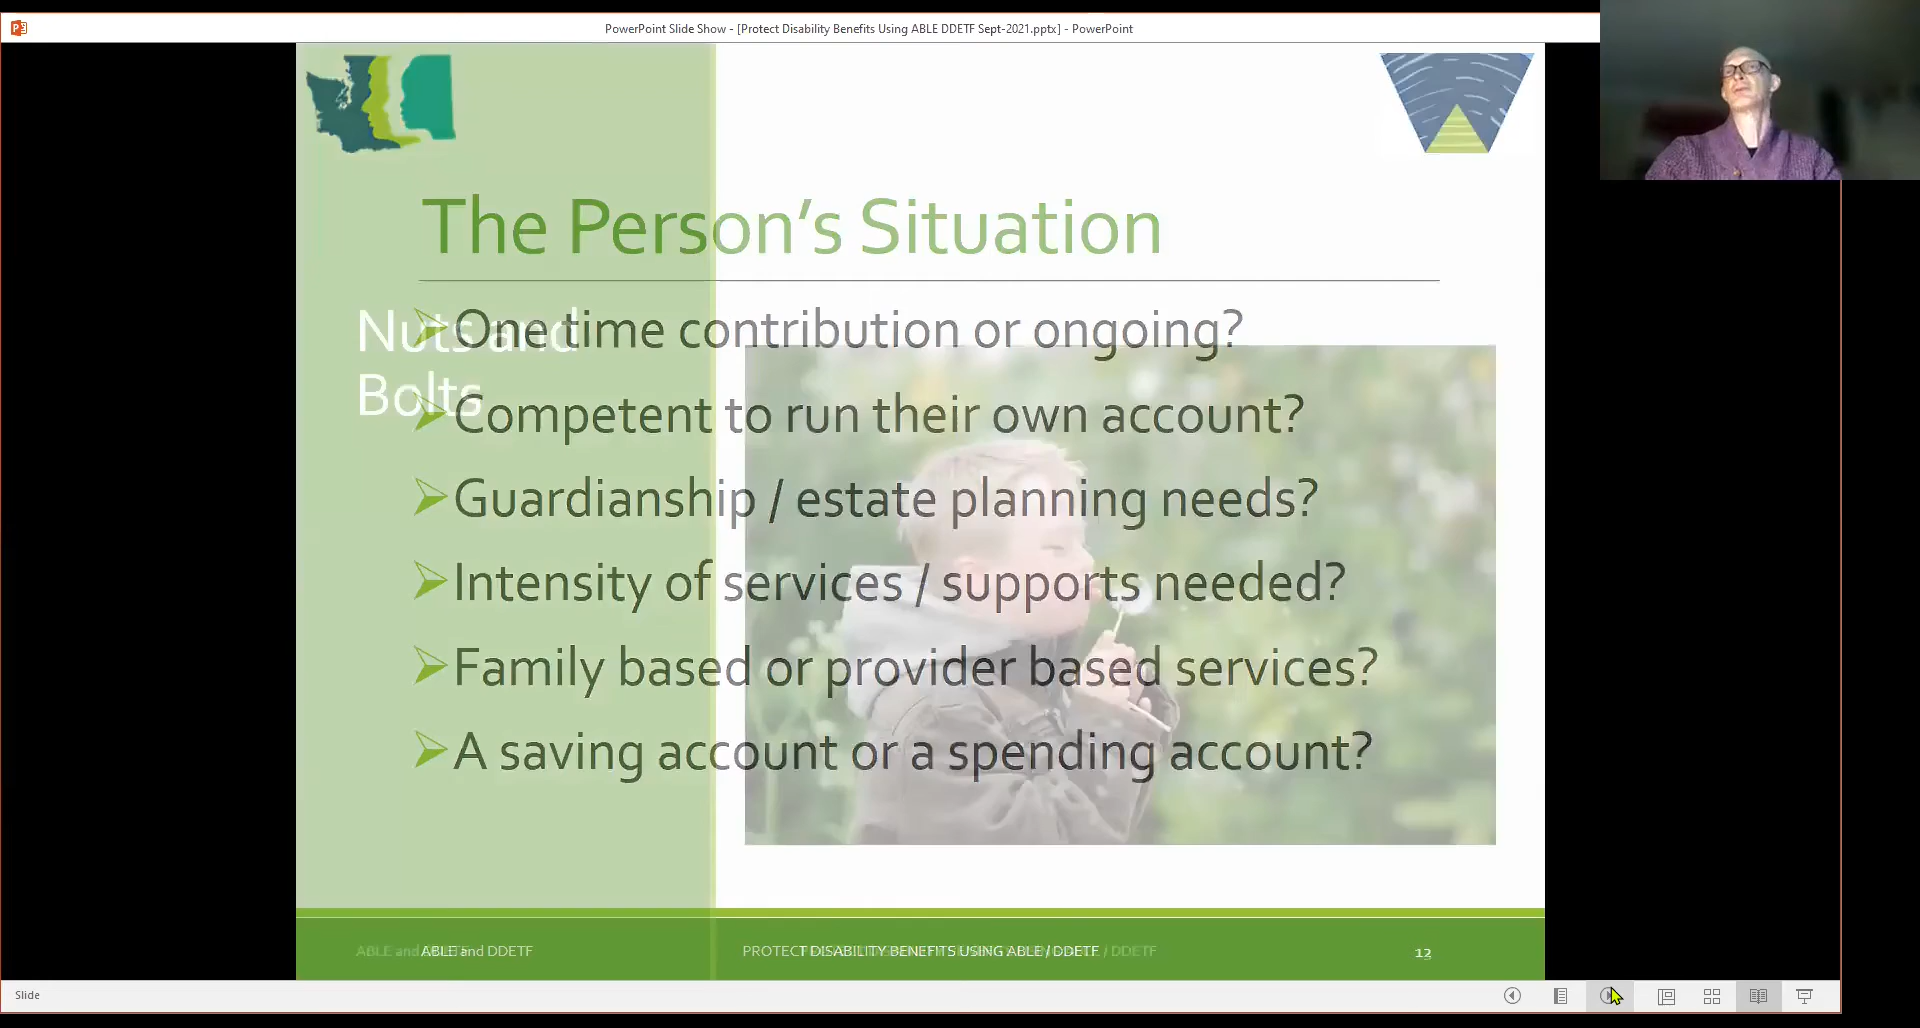 PowerPoint Slide Show - [Protect Disability Benefits Using ABLE DDETF Sept-2021.pptx] - PowerPoint
The Person's Situation
Nuts and
Bolts
One time contribution or ongoing?
Competent to run their own account?
Guardianship / estate planning needs?
Intensity of services / supports needed?
Family based or provider based services?
A saving account or a spending account?
ABLE and DDETF
PROTECT DISABILITY BENEFITS USING ABLE / DDETF
Slide